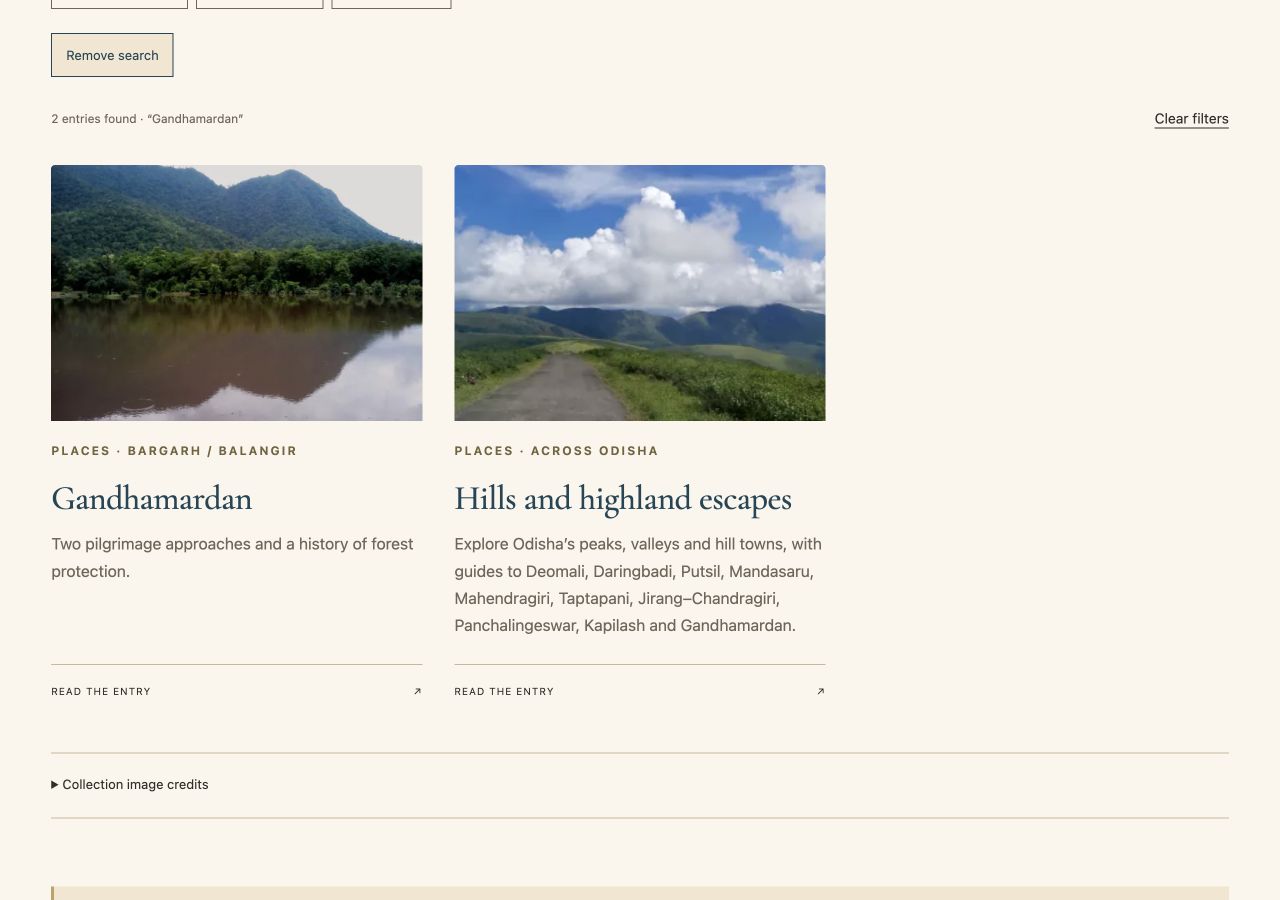 Remove search
2 entries found · “Gandhamardan”
Clear filters
PLACES · BARGARH / BALANGIR
Gandhamardan
Two pilgrimage approaches and a history of forest
protection.
READ THE ENTRY ↗
PLACES · ACROSS ODISHA
Hills and highland escapes
Explore Odisha’s peaks, valleys and hill towns, with
guides to Deomali, Daringbadi, Putsil, Mandasaru,
Mahendragiri, Taptapani, Jirang–Chandragiri,
Panchalingeswar, Kapilash and Gandhamardan.
READ THE ENTRY ↗
Collection image credits